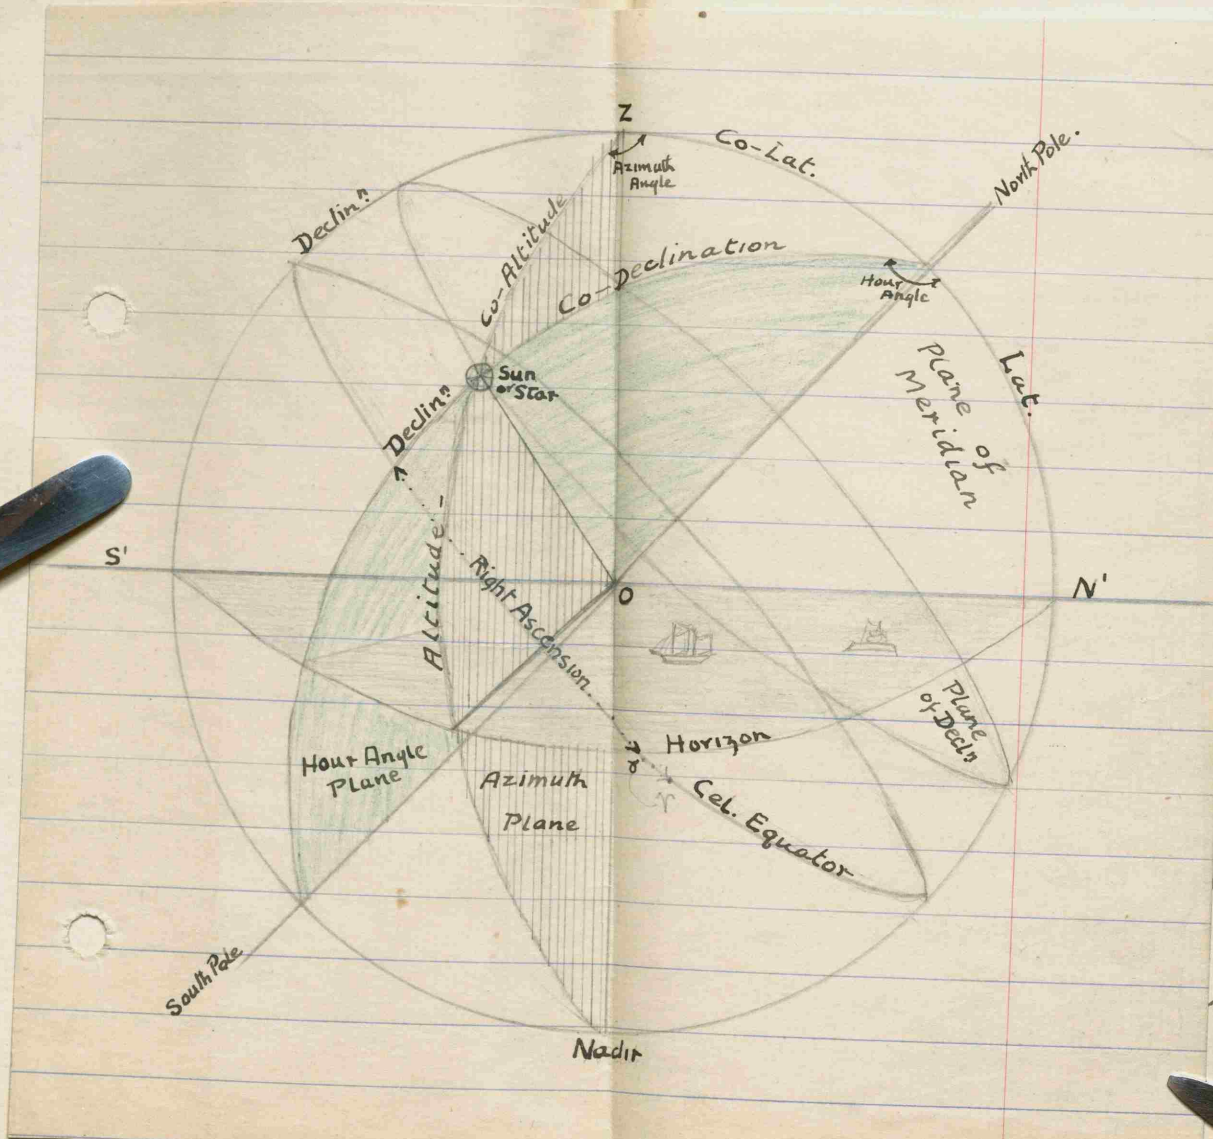 Z
Azimuth
Angle
Co-Lat.
North Pole.
Declinⁿ
Co-Altitude
Co-Declination
Hour
Angle
Plane of
Meridian
Lat.
Sun
or Star
Declinⁿ
S'
Altitude
Right Ascension.
O
N'
Plane
of Declⁿ
Horizon
♈
♈
Cel. Equator
Hour Angle
Plane
Azimuth
Plane
South Pole
Nadir